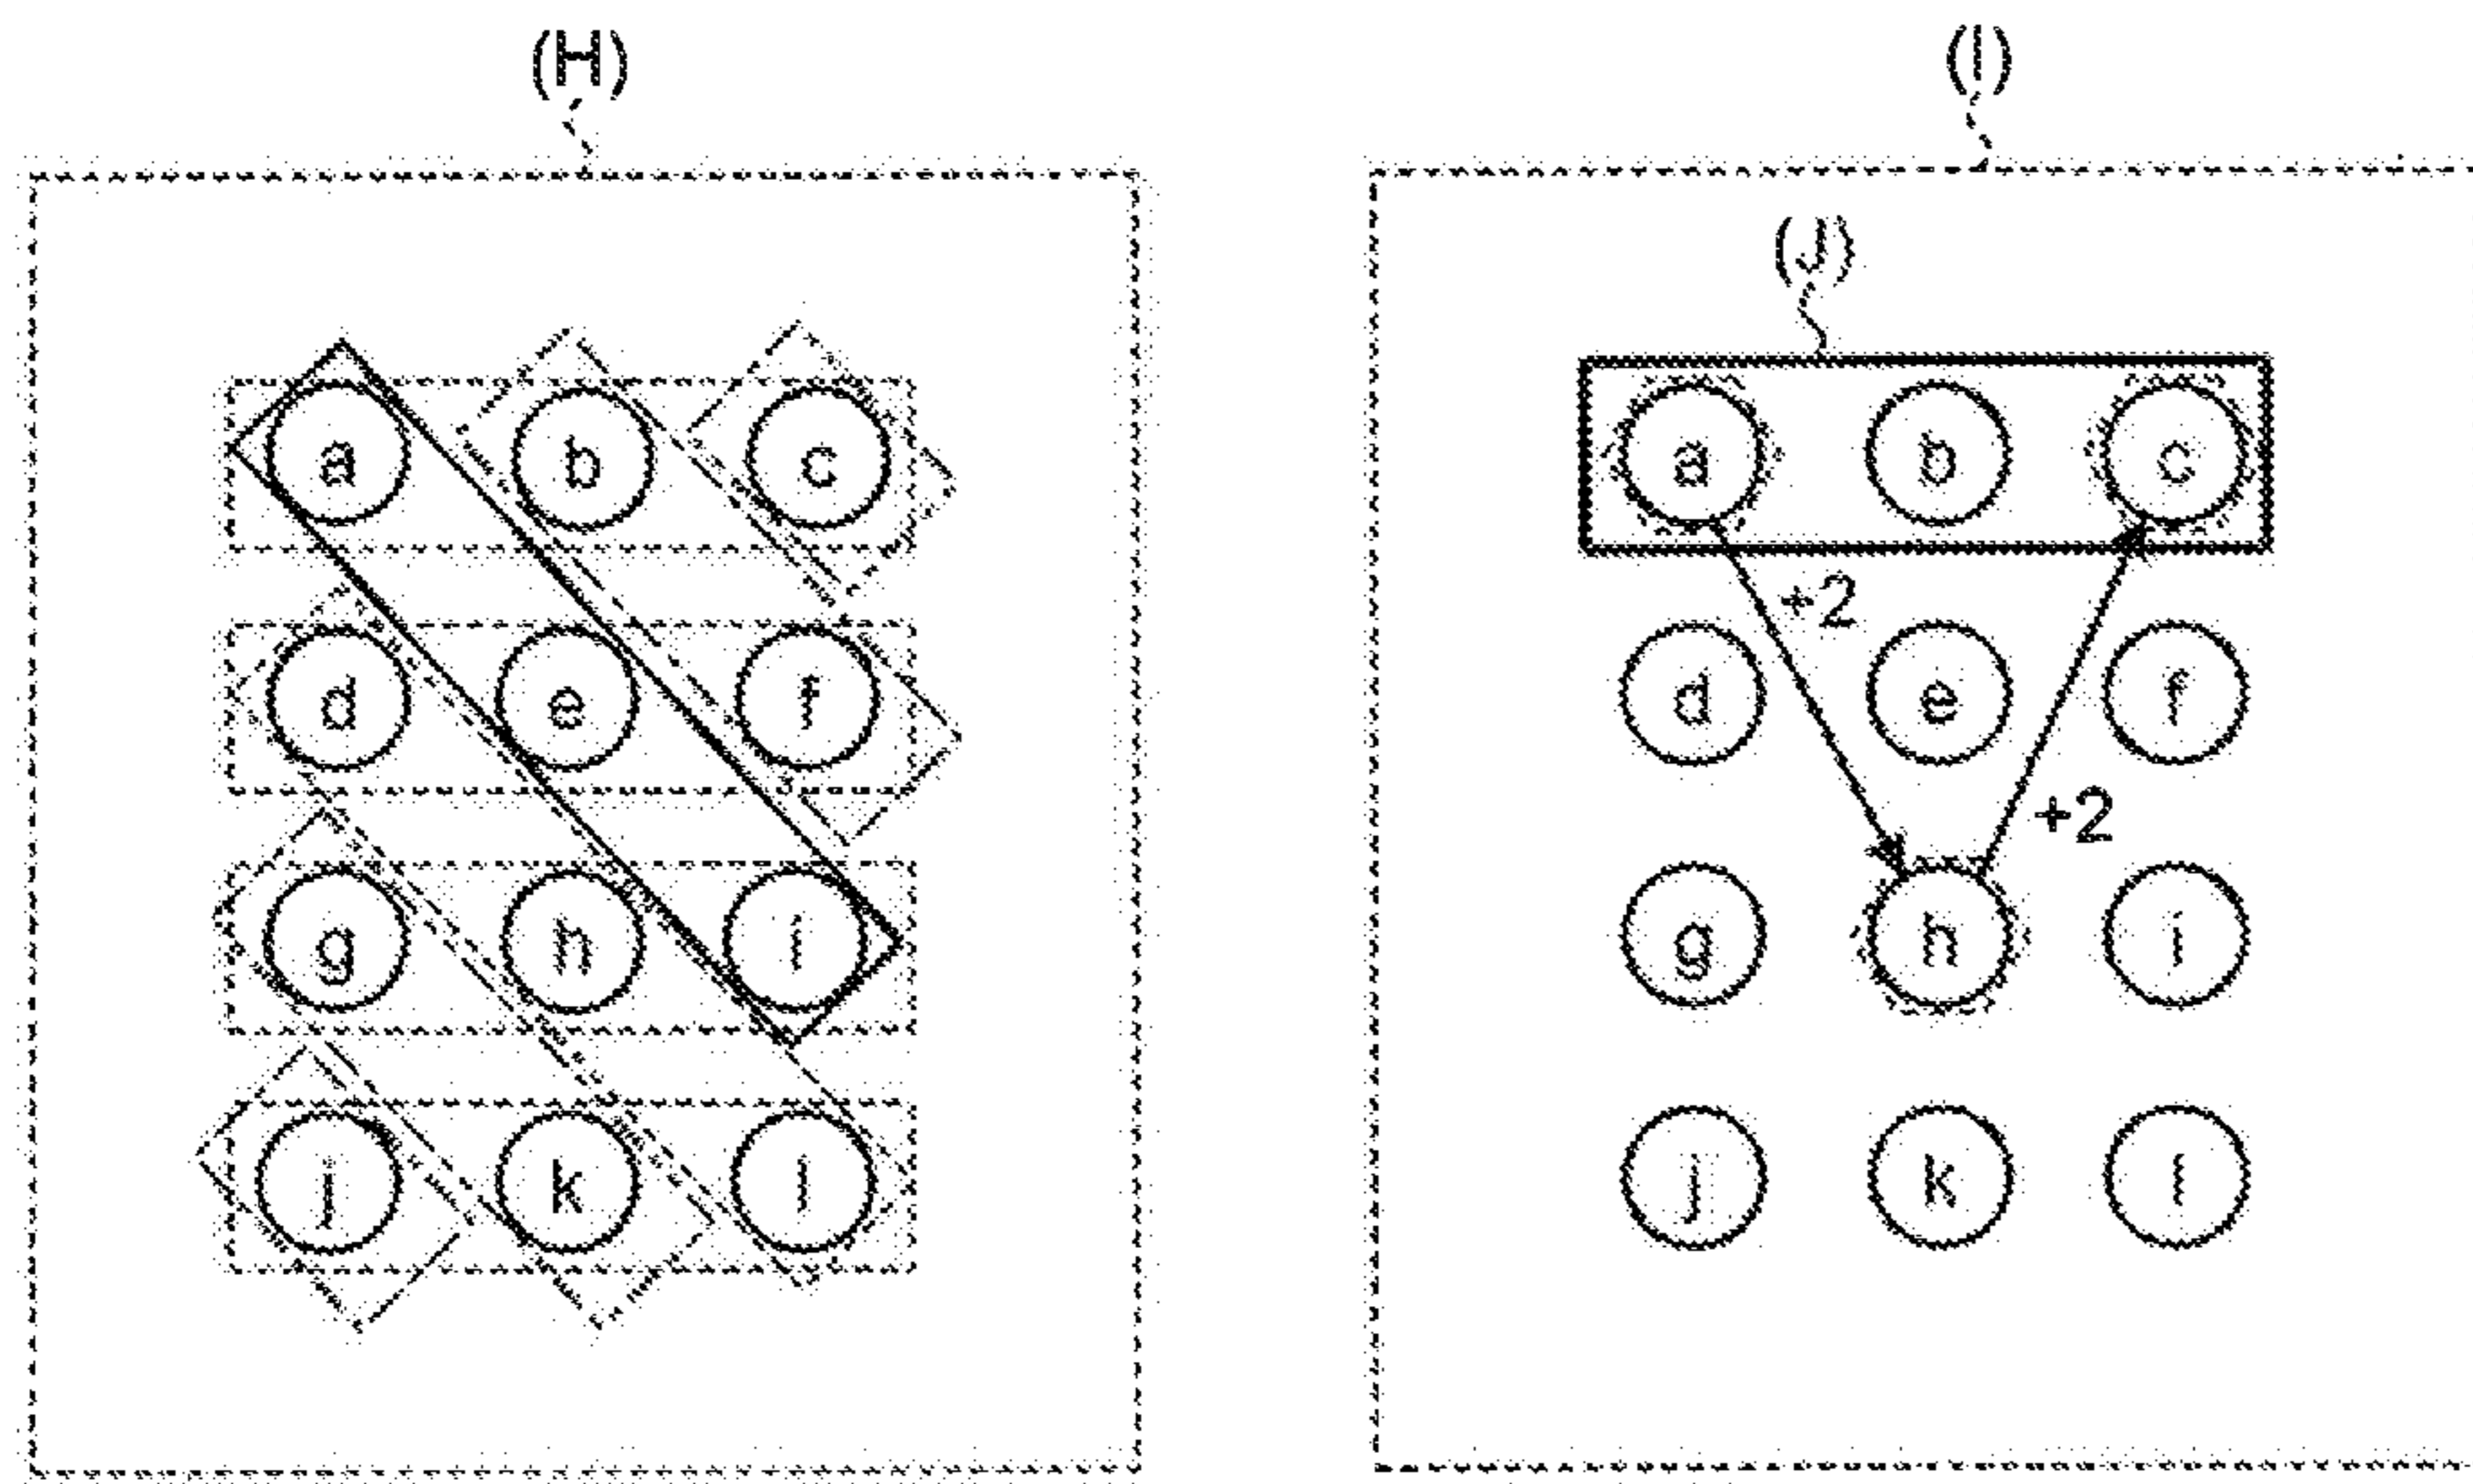 (H) (I)
(J)
a b c a b c
+2
d e f d e f
+2
g h i g h i
j k l j k l